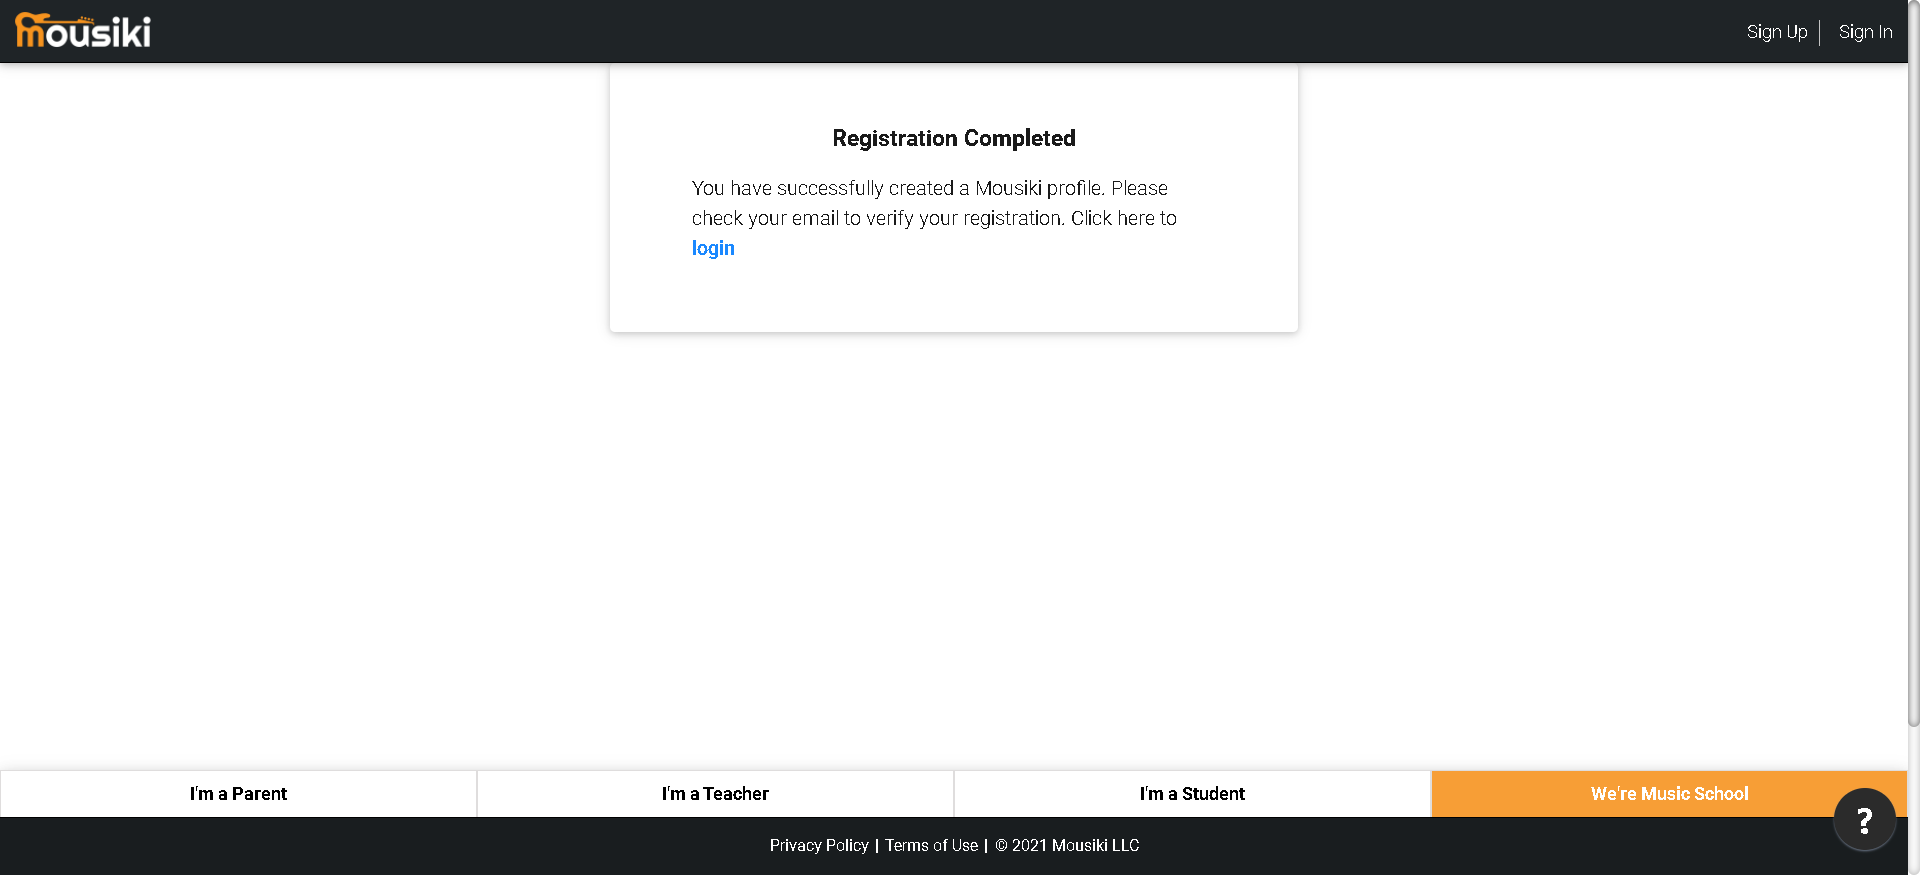 mousiki
Sign Up
Sign In
Registration Completed
You have successfully created a Mousiki profile. Please
check your email to verify your registration. Click here to
login
I'm a Parent
I'm a Teacher
I'm a Student
We're Music School
?
Privacy Policy | Terms of Use | © 2021 Mousiki LLC